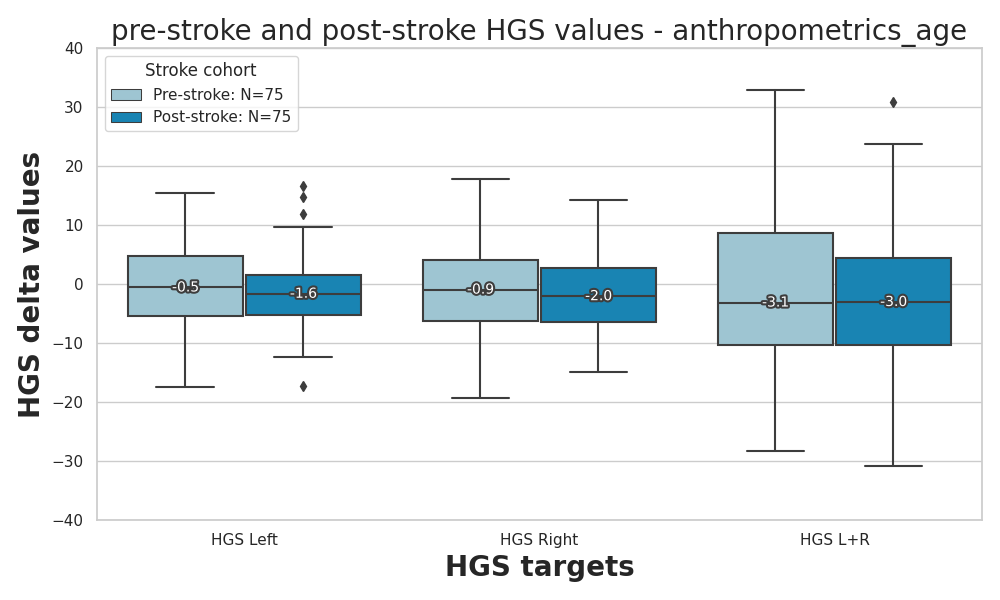 pre-stroke and post-stroke HGS values - anthropometrics_age
Stroke cohort
Pre-stroke: N=75
Post-stroke: N=75
HGS delta values
40
30
20
10
0
−10
−20
−30
−40
-0.5
-1.6
-0.9
-2.0
-3.1
-3.0
HGS Left
HGS Right
HGS L+R
HGS targets